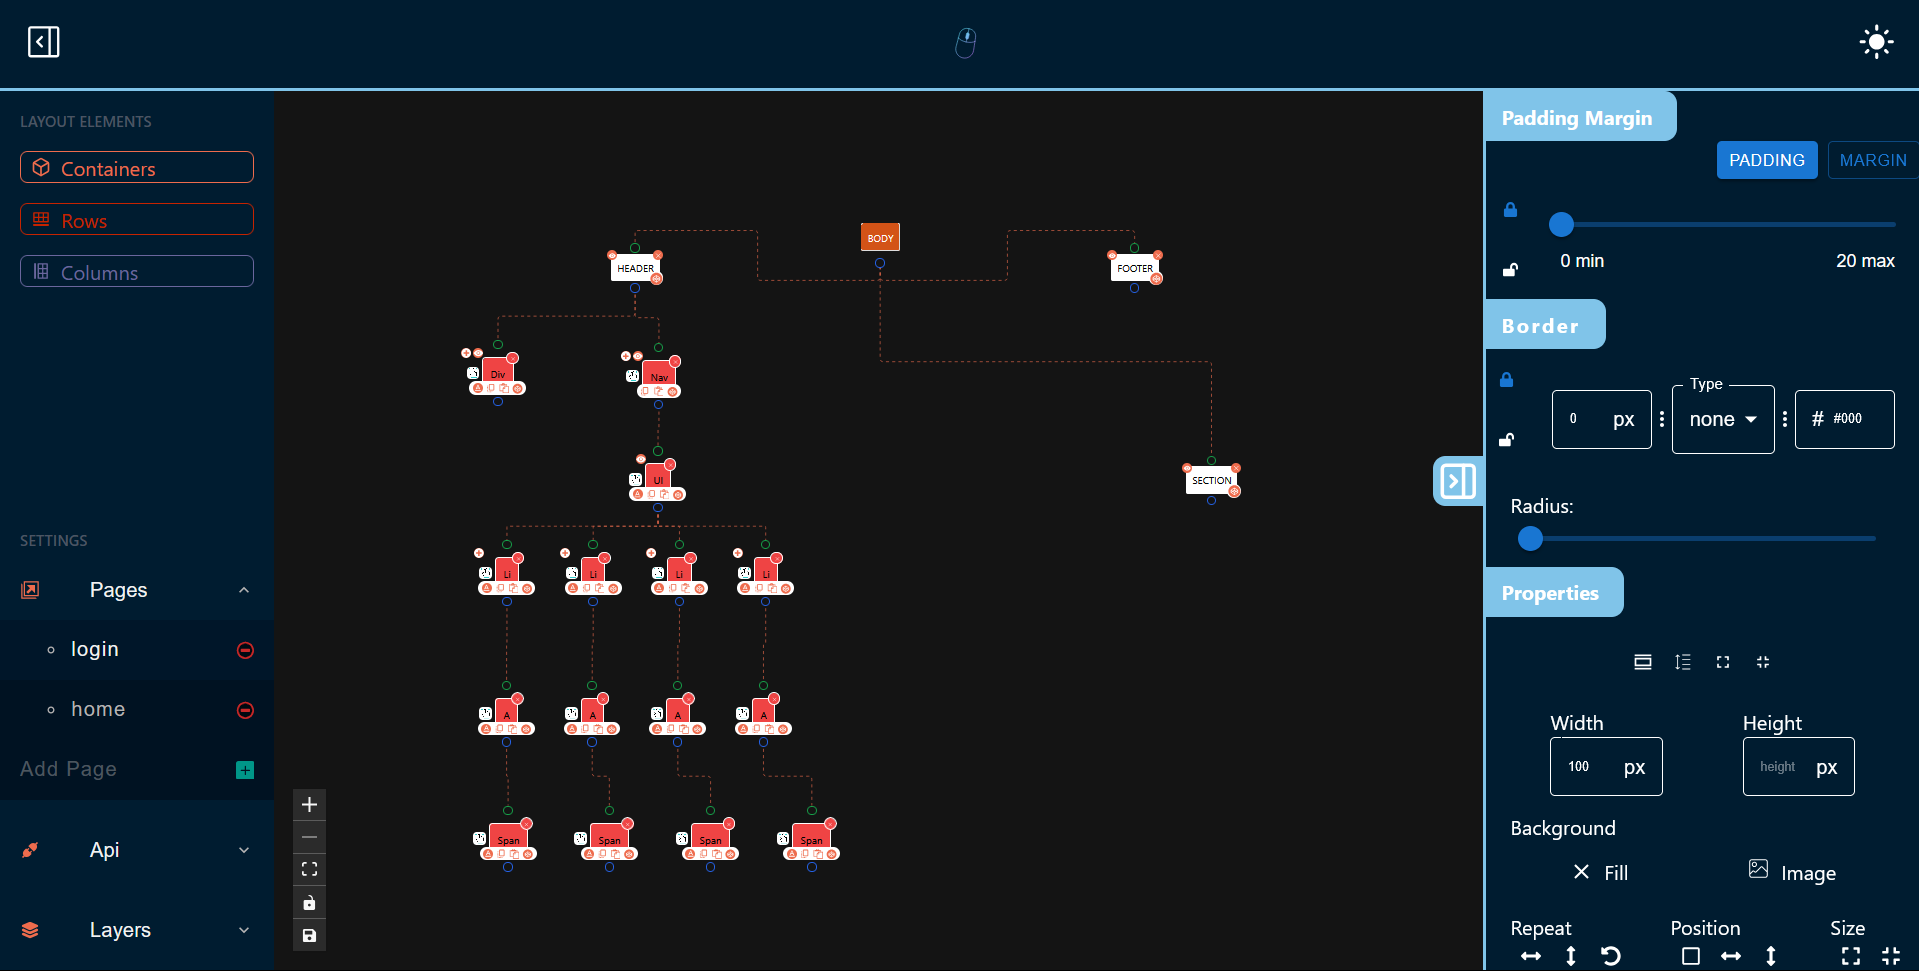 LAYOUT ELEMENTS
Containers
Rows
Columns
SETTINGS
Pages
login
home
Add Page
Api
Layers
BODY
HEADER
FOOTER
Div
Nav
Ul
SECTION
Li
Li
Li
Li
A
A
A
A
Span
Span
Span
Span
Padding Margin
PADDING
MARGIN
0 min
20 max
Border
Type
0 px
none
# #000
Radius:
Properties
Width
Height
100 px
height px
Background
Fill
Image
Repeat
Position
Size